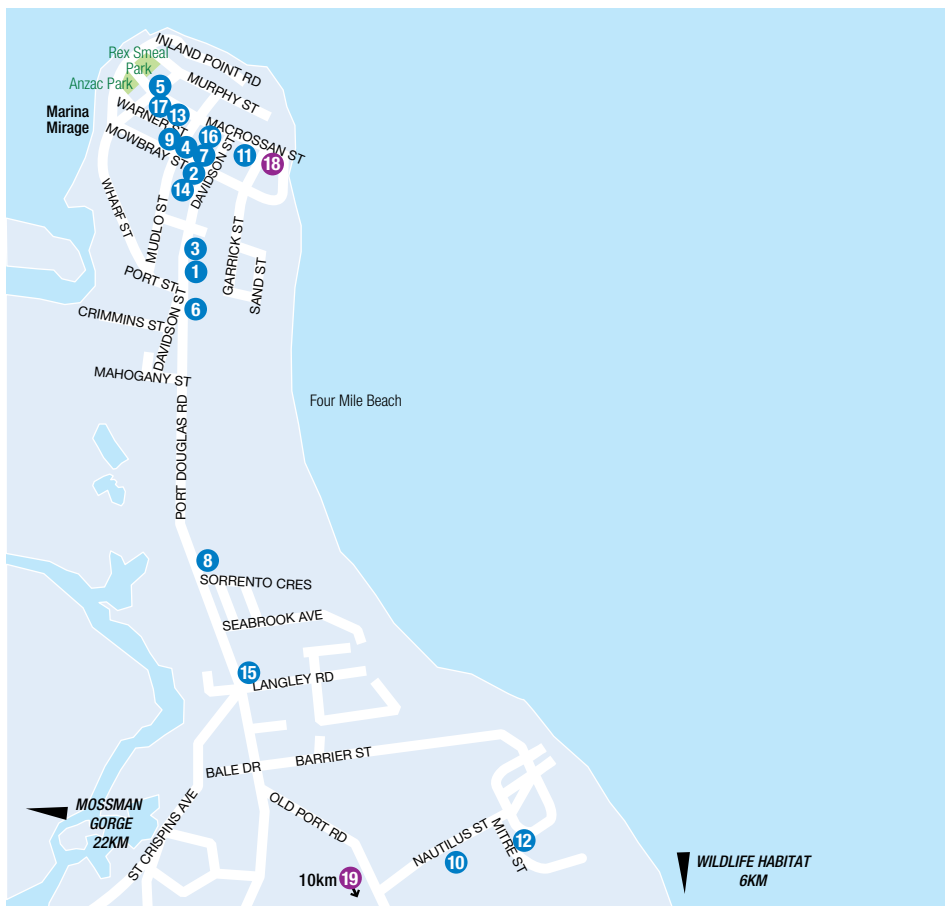 INLAND POINT RD
Rex Smeal
Park
Anzac Park
5
MURPHY ST
17
13
Marina
Mirage
WARNER ST
MACROSSAN ST
MOWBRAY ST
9
4
16
7
11
18
2
14
DAVIDSON ST
WHARF ST
MUDLO ST
GARRICK ST
SAND ST
3
1
PORT ST
6
CRIMMINS ST
DAVIDSON ST
MAHOGANY ST
Four Mile Beach
PORT DOUGLAS RD
8
SORRENTO CRES
SEABROOK AVE
15
LANGLEY RD
BARRIER ST
BALE DR
MOSSMAN
GORGE
22KM
ST CRISPINS AVE
OLD PORT RD
NAUTILUS ST
MITRE ST
12
10
10km
19
WILDLIFE HABITAT
6KM